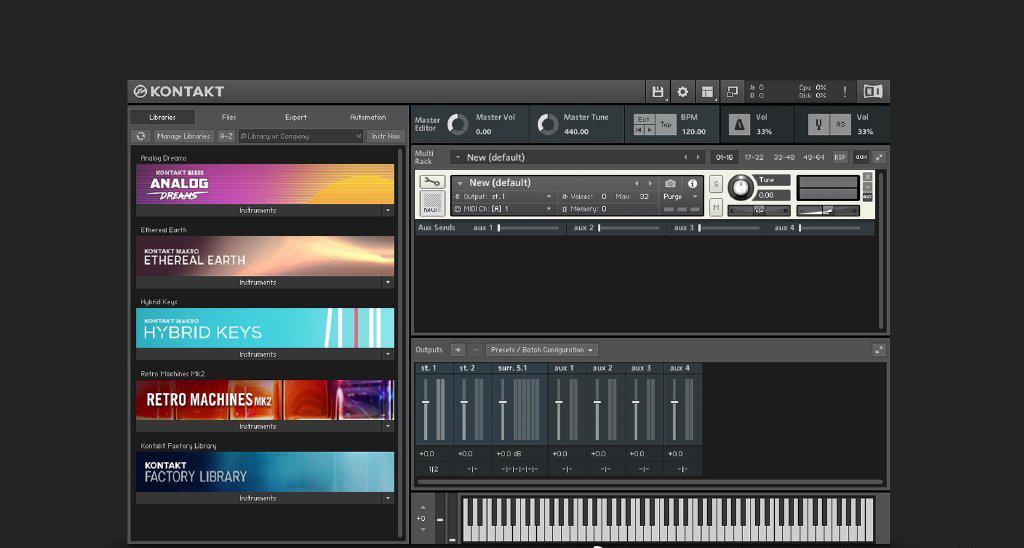 KONTAKT
0
0
Cpu 0%
Disk 0%
!
NI
Libraries Files Expert Automation
Manage Libraries A-Z Library or Company × Instr Nav
Analog Dreams
KONTAKT MAKRO
ANALOG
DREAMS
Instruments
Ethereal Earth
KONTAKT MAKRO
ETHEREAL EARTH
Instruments
Hybrid Keys
KONTAKT MAKRO
HYBRID KEYS
Instruments
Retro Machines Mk2
RETRO MACHINES MK2
Instruments
Kontakt Factory Library
KONTAKT
FACTORY LIBRARY
Instruments
Master
Editor
Master Vol
0.00
Master Tune
440.00
Ext
Tap
BPM
120.00
Vol
33%
A3
Vol
33%
Multi
Rack
New (default)
01-16 17-32 33-48 49-64 KSP aux
New (default)
Output: st. 1 Voices: 0 Max: 32 Purge
MIDI Ch: [A] 1 Memory: 0
new
S
M
Tune
0.00
L R
x
-
aux
Aux Sends aux 1 aux 2 aux 3 aux 4
Outputs + - Presets / Batch Configuration
st. 1 st. 2 surr. 5.1 aux 1 aux 2 aux 3 aux 4
+0.0 +0.0 +0.0 dB +0.0 +0.0 +0.0 +0.0
1|2 -|- -|-|-|-|-|- -|- -|- -|- -|-
+0